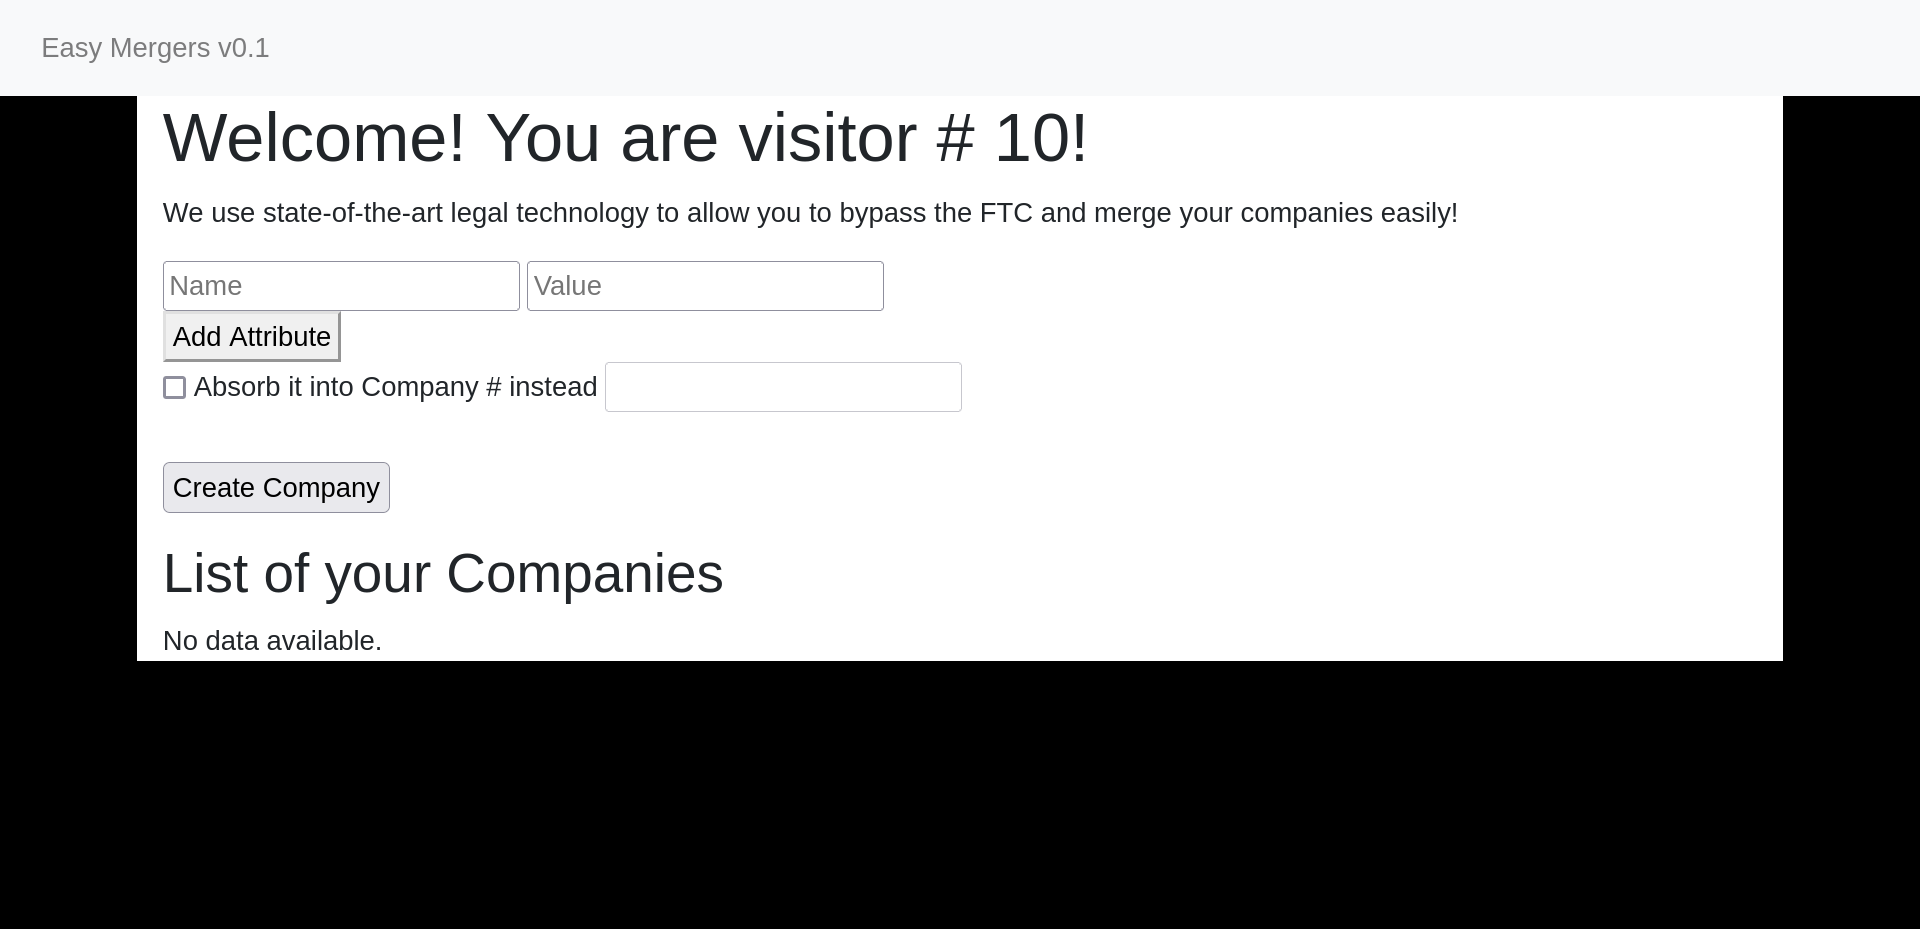 Easy Mergers v0.1
Welcome! You are visitor # 10!
We use state-of-the-art legal technology to allow you to bypass the FTC and merge your companies easily!
Name Value
Add Attribute
Absorb it into Company # instead
Create Company
List of your Companies
No data available.